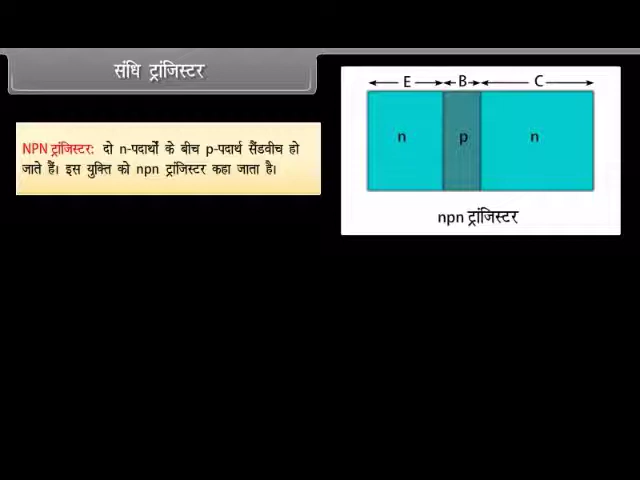 संधि ट्रांजिस्टर
NPN ट्रांजिस्टर: दो n-पदार्थों के बीच p-पदार्थ सैंडवीच हो
जाते हैं। इस युक्ति को npn ट्रांजिस्टर कहा जाता है।
E B C
n p n
npn ट्रांजिस्टर